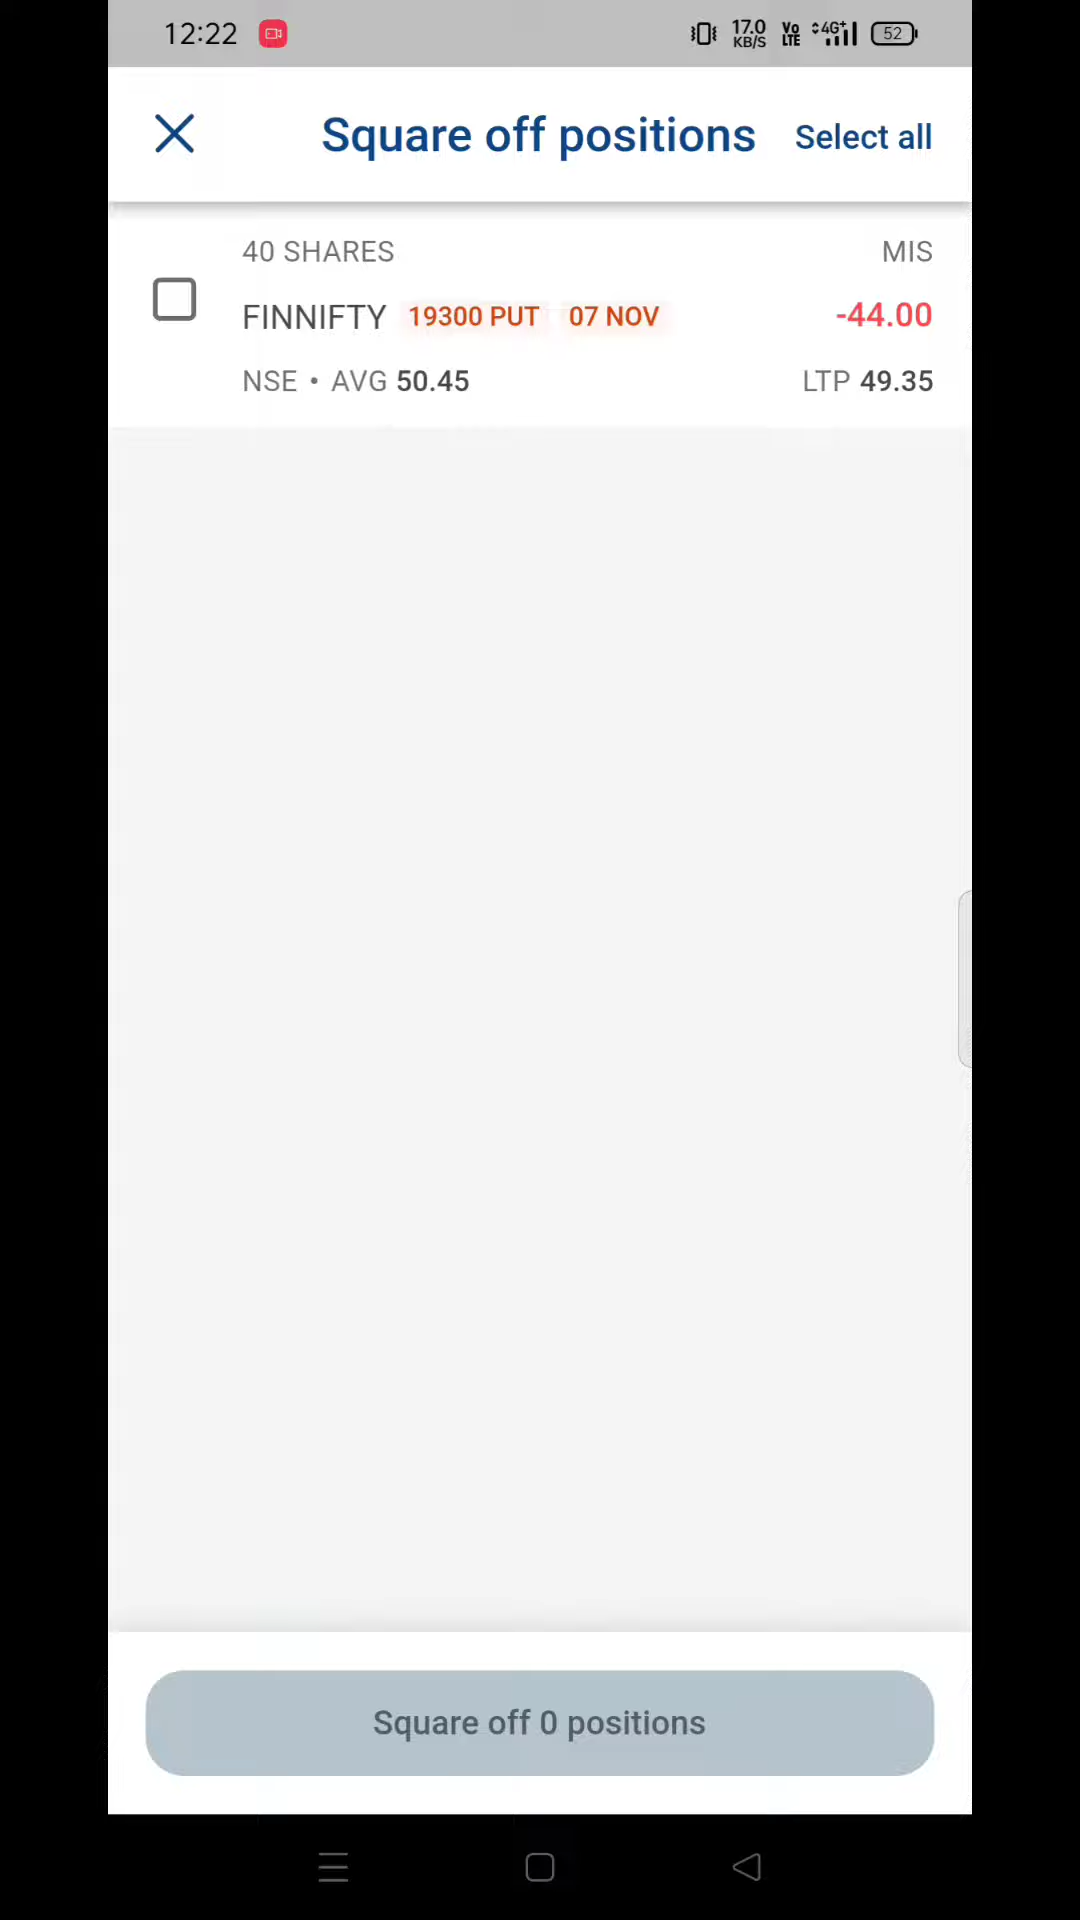 12:22 17.0 KB/S Vo LTE 4G+ 52
Square off positions Select all
40 SHARES MIS
FINNIFTY 19300 PUT 07 NOV -44.00
NSE • AVG 50.45 LTP 49.35
Square off 0 positions